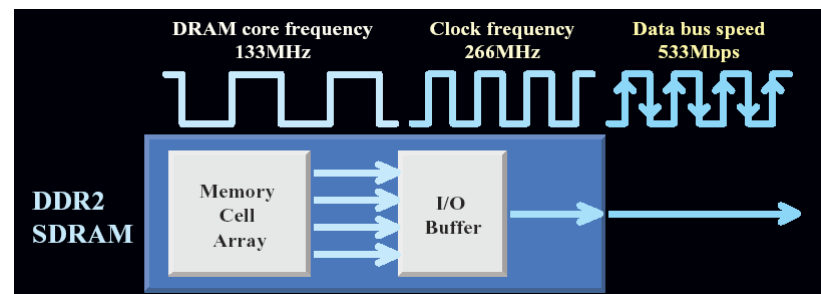 DRAM core frequency
133MHz
Clock frequency
266MHz
Data bus speed
533Mbps
DDR2
SDRAM
Memory
Cell
Array
I/O
Buffer